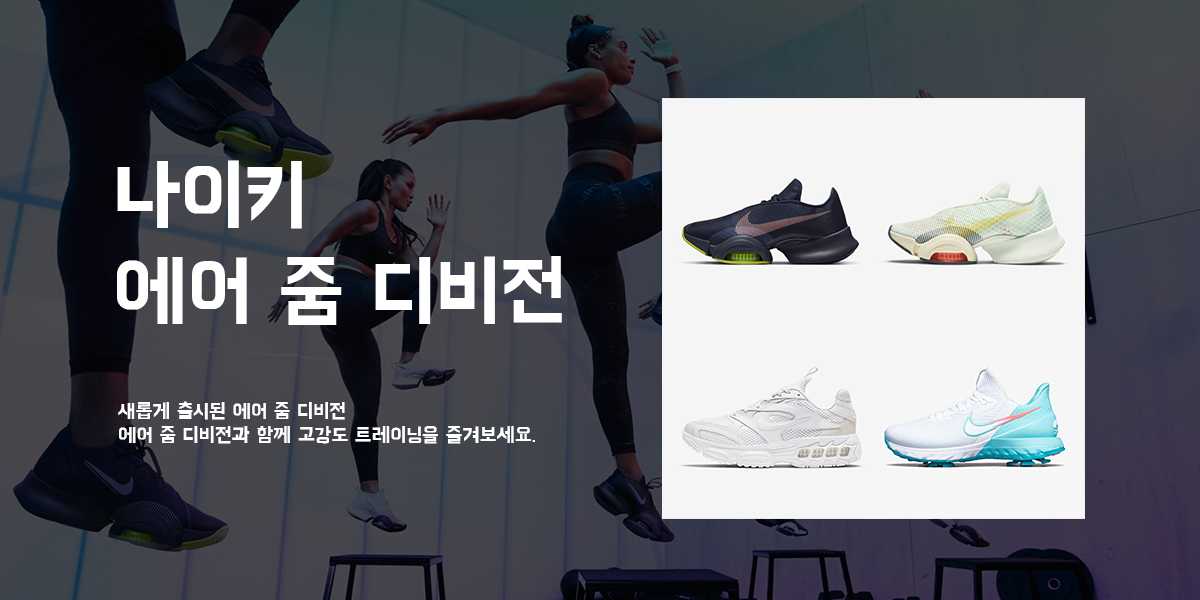 나이키
에어 줌 디비전
새롭게 출시된 에어 줌 디비전
에어 줌 디비전과 함께 고강도 트레이닝을 즐겨보세요.